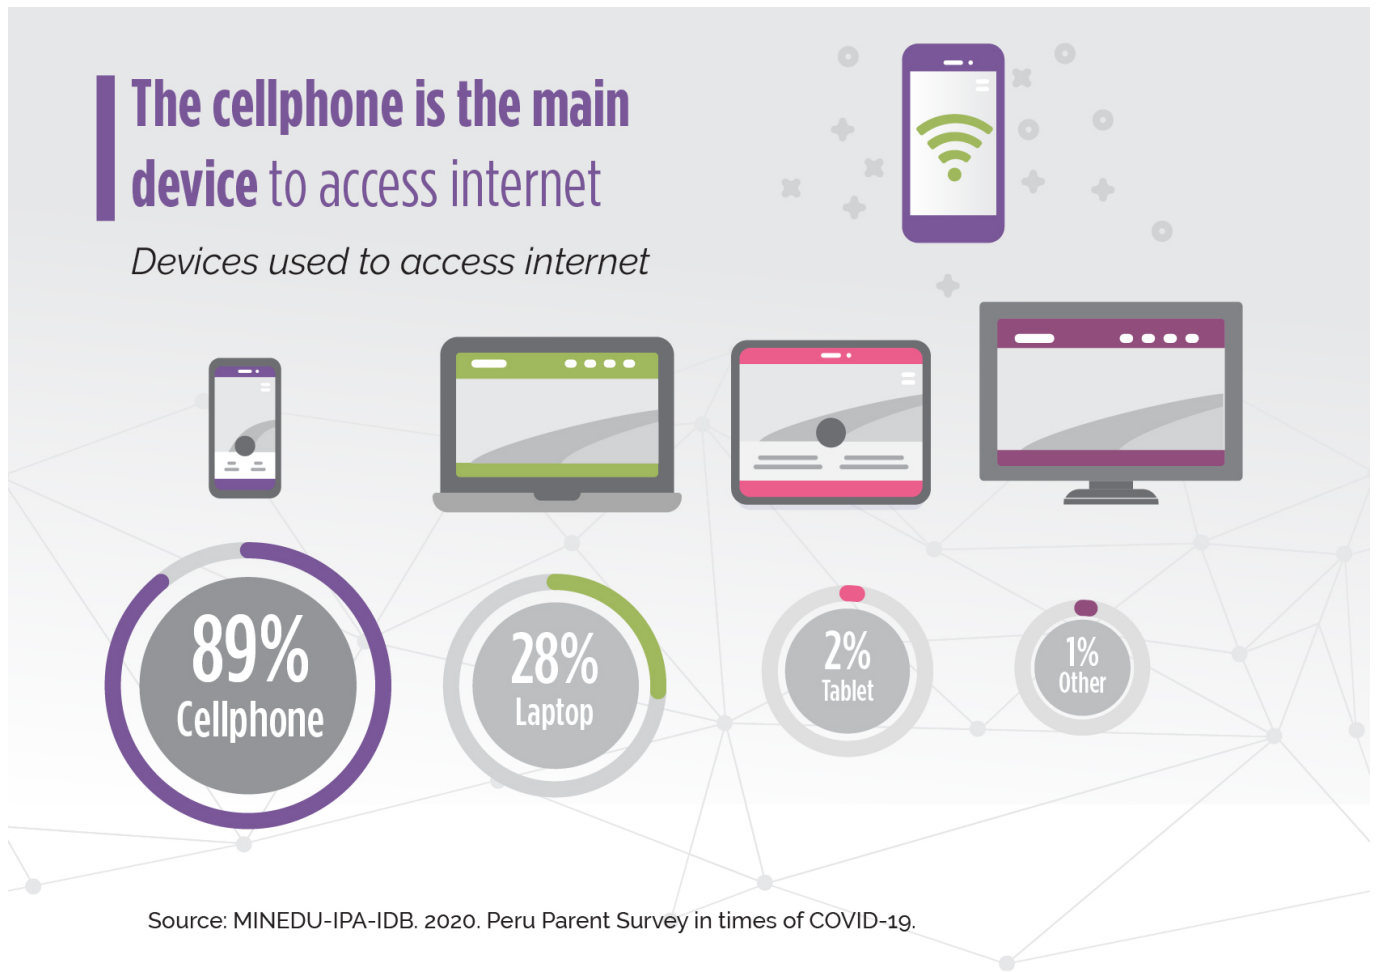 The cellphone is the main
device to access internet
Devices used to access internet
89%
Cellphone
28%
Laptop
2%
Tablet
1%
Other
Source: MINEDU-IPA-IDB. 2020. Peru Parent Survey in times of COVID-19.